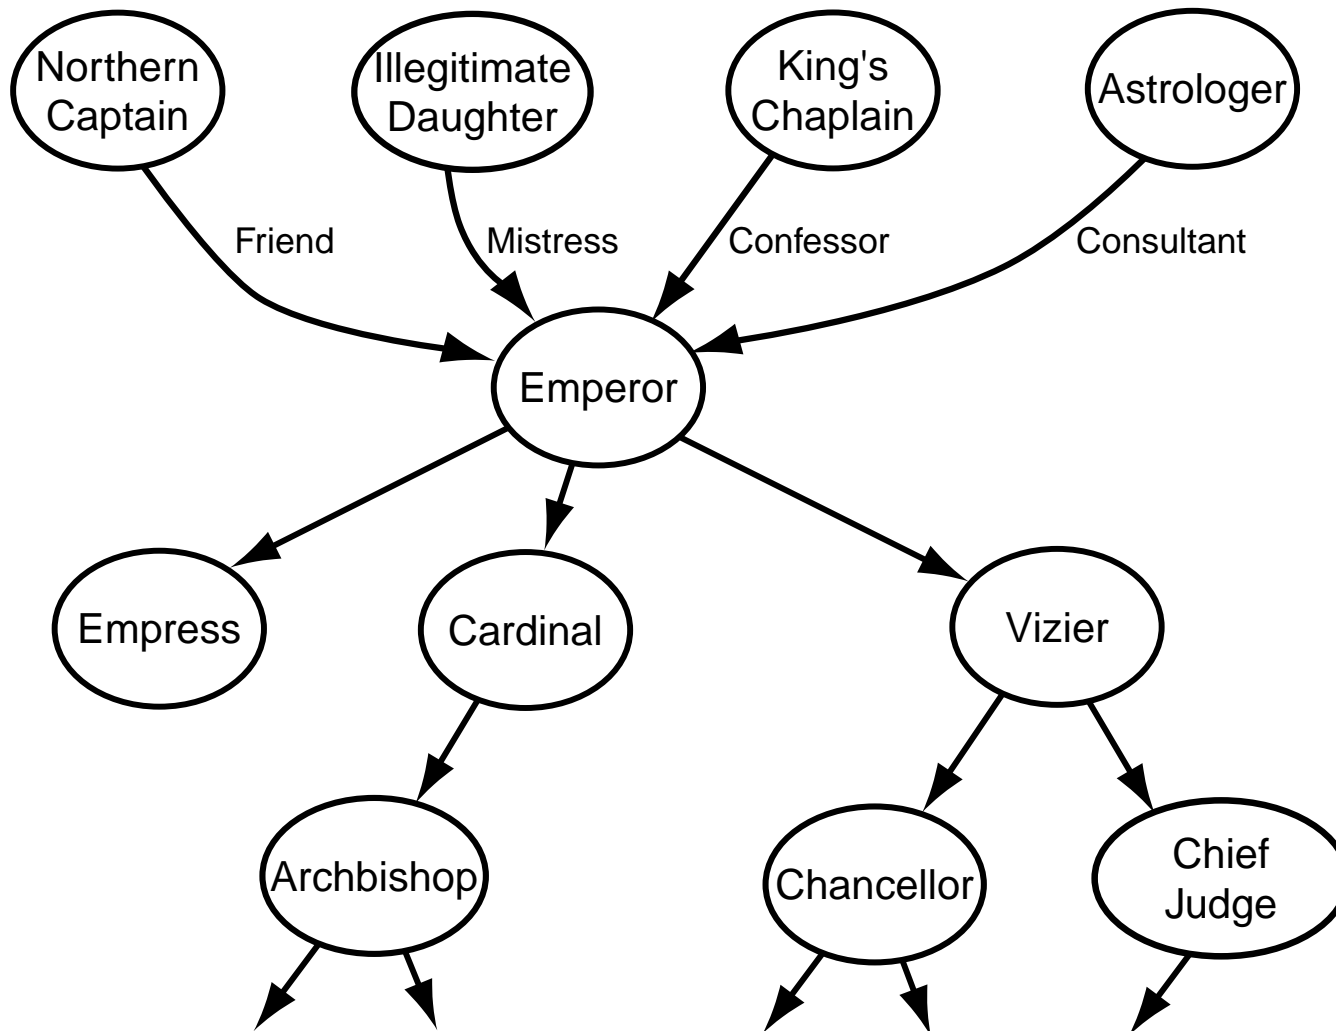 Northern
Captain
Illegitimate
Daughter
King's
Chaplain
Astrologer
Friend
Mistress
Confessor
Consultant
Emperor
Empress
Cardinal
Vizier
Archbishop
Chancellor
Chief
Judge